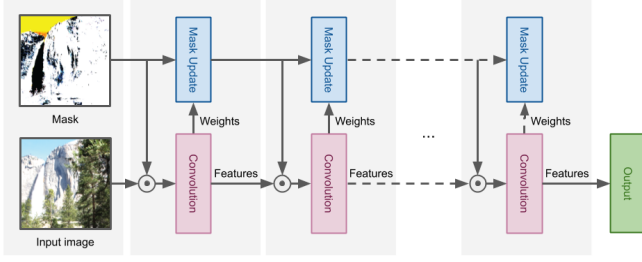 Mask
Input image
Mask Update
Weights
Convolution
Features
Mask Update
Weights
Convolution
Features
...
Mask Update
Weights
Convolution
Features
Output